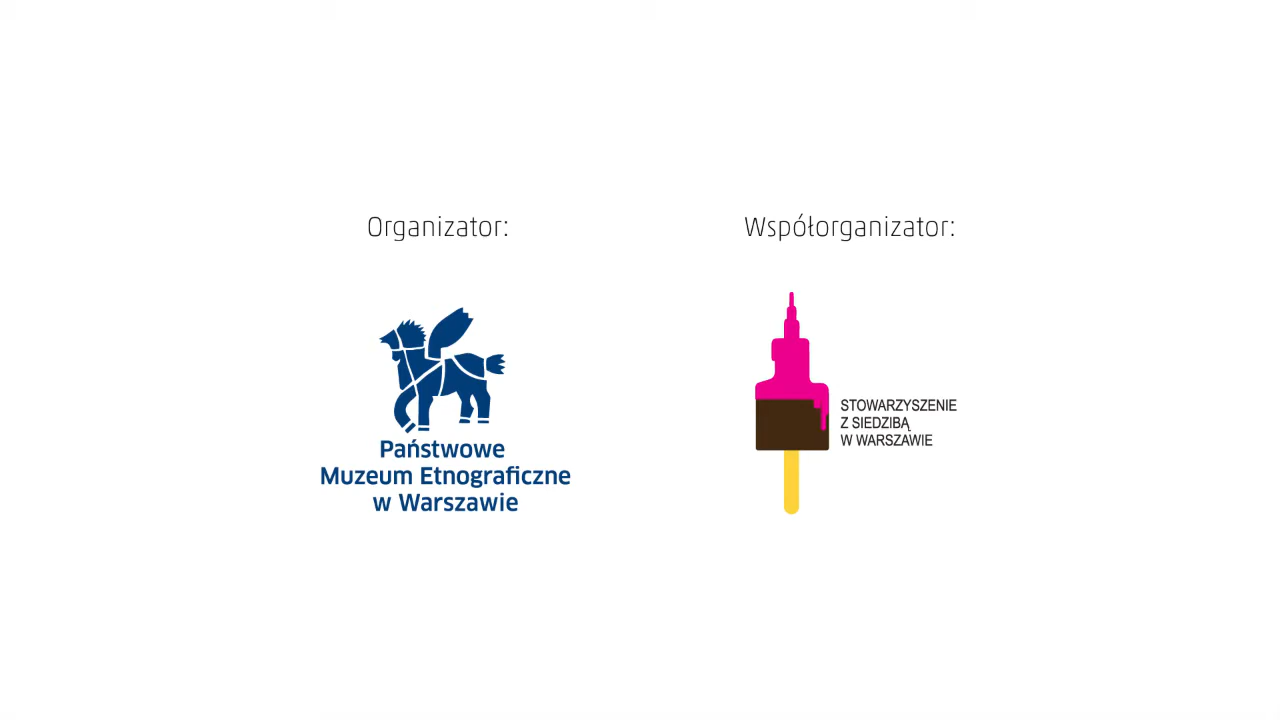 Organizator:
Współorganizator:
Państwowe
Muzeum Etnograficzne
w Warszawie
STOWARZYSZENIE
Z SIEDZIBĄ
W WARSZAWIE